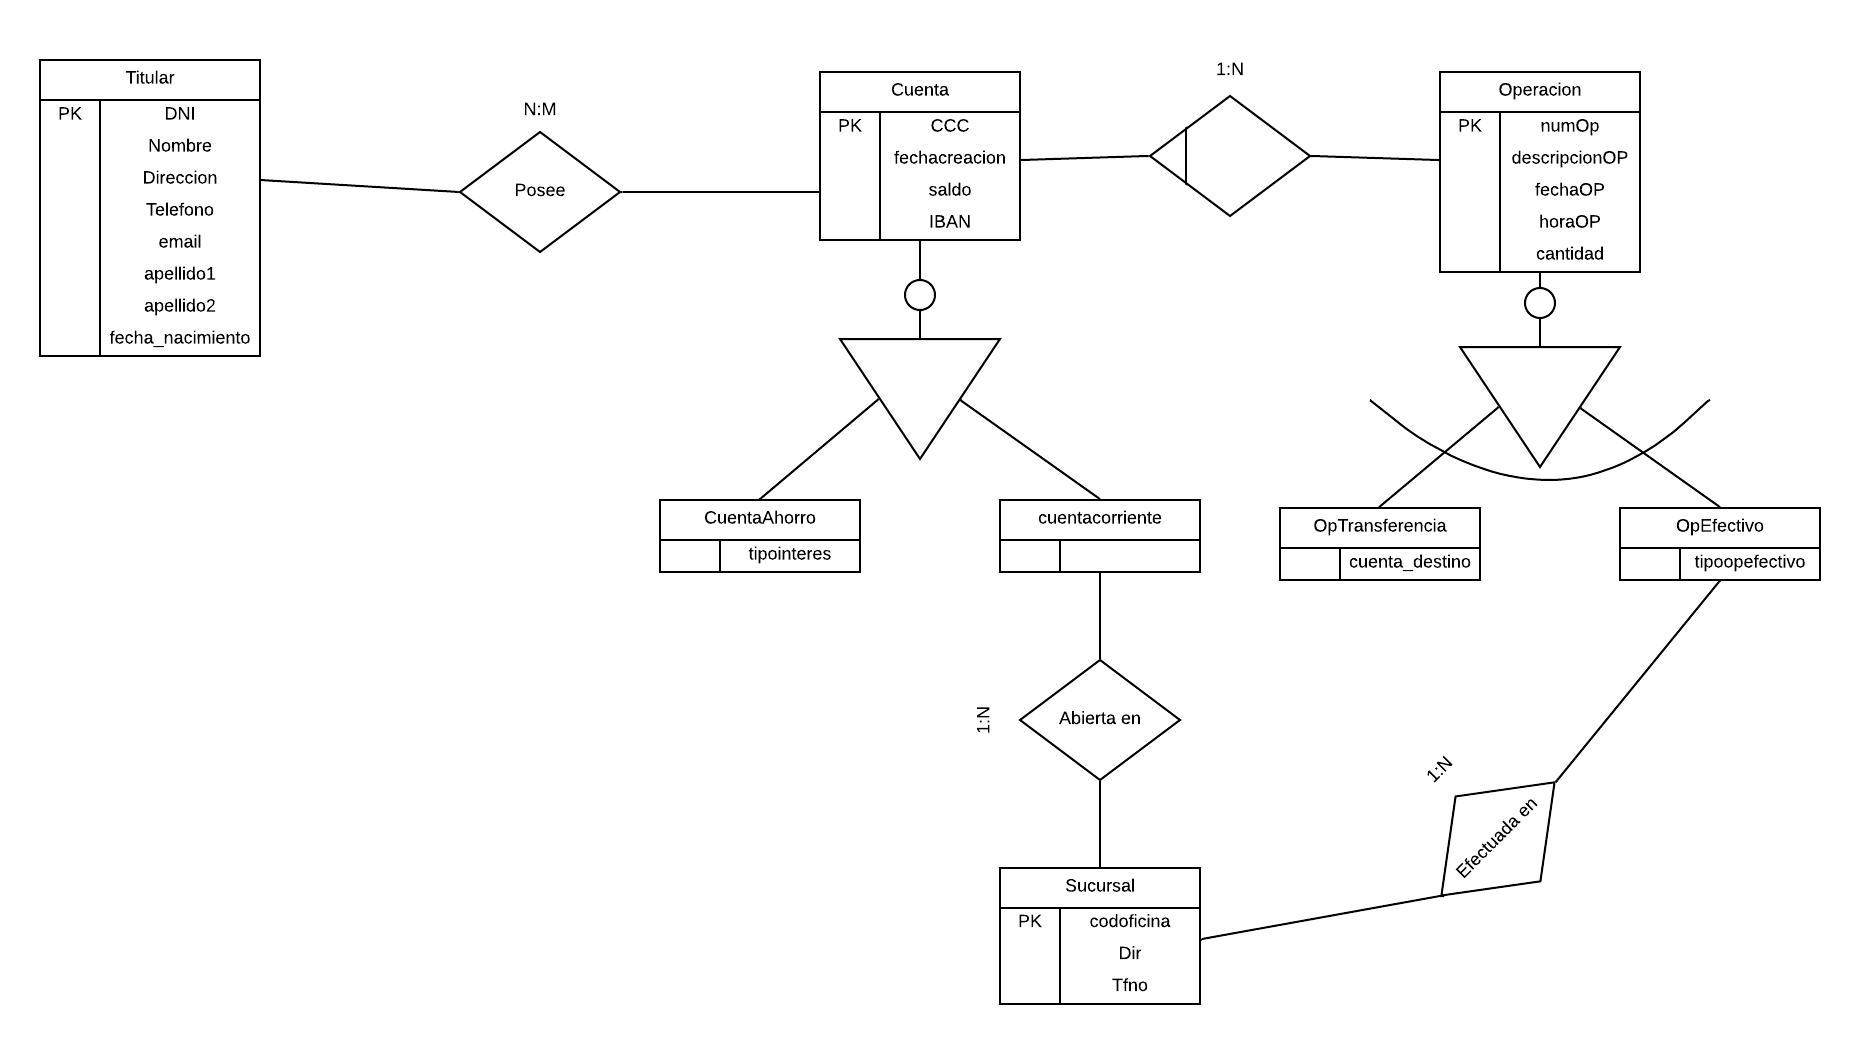 Titular
PK
DNI
Nombre
Direccion
Telefono
email
apellido1
apellido2
fecha_nacimiento
N:M
Posee
Cuenta
PK
CCC
fechacreacion
saldo
IBAN
1:N
Operacion
PK
numOp
descripcionOP
fechaOP
horaOP
cantidad
CuentaAhorro
tipointeres
cuentacorriente
OpTransferencia
cuenta_destino
OpEfectivo
tipoopefectivo
1:N
Abierta en
1:N
Efectuada en
Sucursal
PK
codoficina
Dir
Tfno